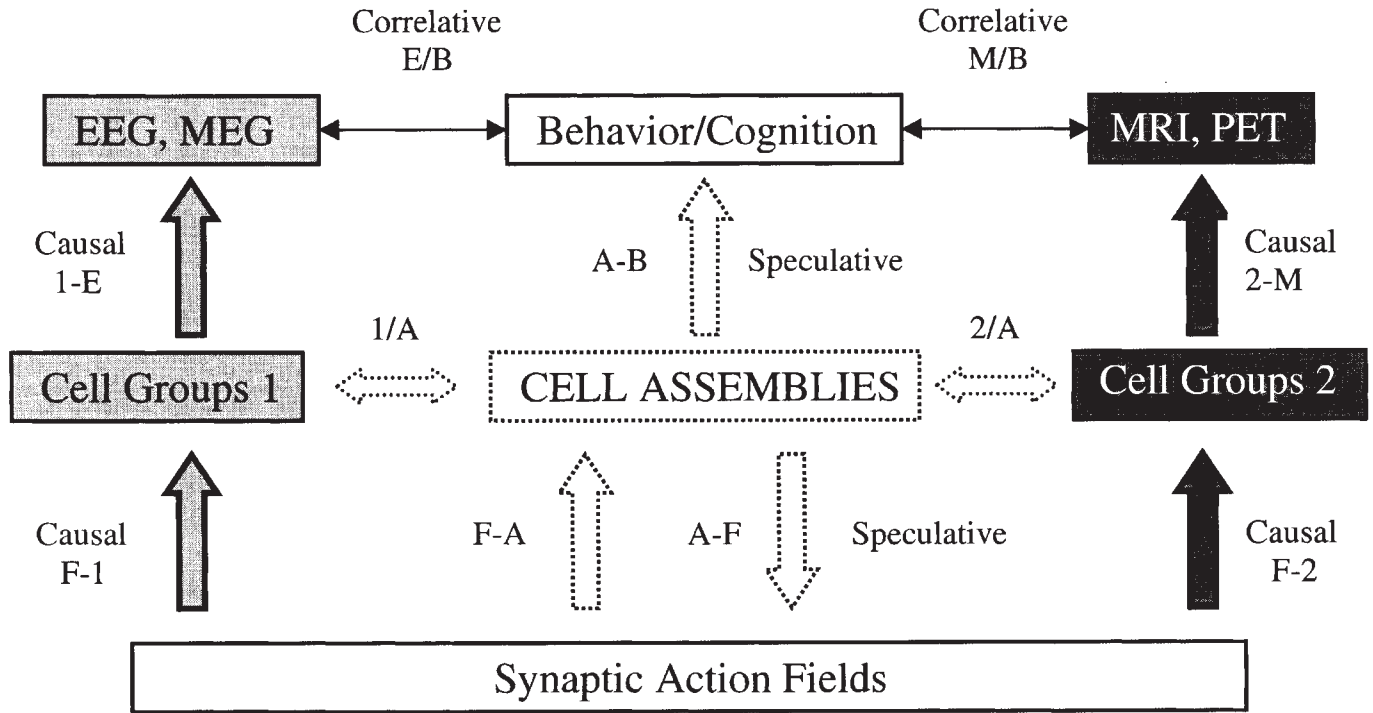 Correlative
E/B
Correlative
M/B
EEG, MEG
Behavior/Cognition
MRI, PET
Causal
1-E
A-B
Speculative
Causal
2-M
1/A
2/A
Cell Groups 1
CELL ASSEMBLIES
Cell Groups 2
Causal
F-1
F-A
A-F
Speculative
Causal
F-2
Synaptic Action Fields